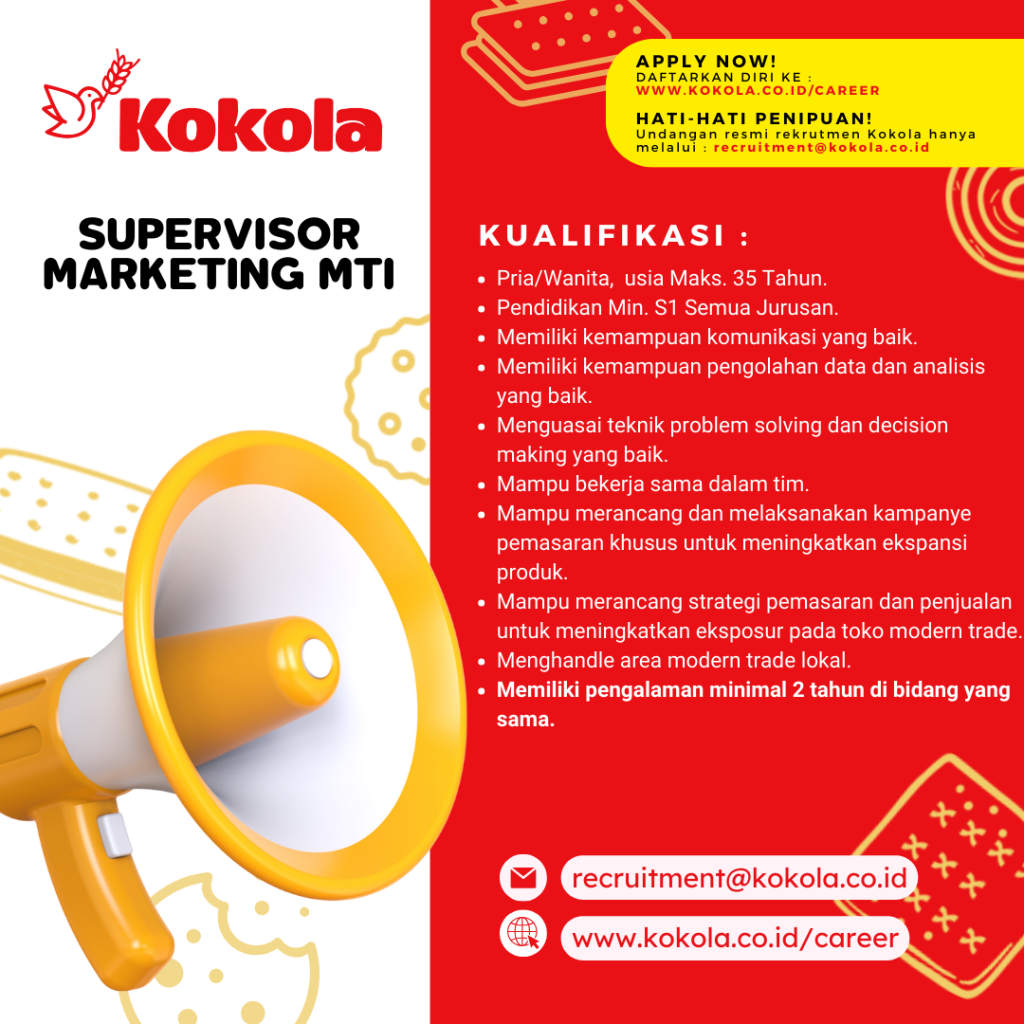 Kokola
SUPERVISOR
MARKETING MTI
APPLY NOW!
DAFTARKAN DIRI KE :
WWW.KOKOLA.CO.ID/CAREER
HATI-HATI PENIPUAN!
Undangan resmi rekrutmen Kokola hanya
melalui : recruitment@kokola.co.id
KUALIFIKASI :
• Pria/Wanita, usia Maks. 35 Tahun.
• Pendidikan Min. S1 Semua Jurusan.
• Memiliki kemampuan komunikasi yang baik.
• Memiliki kemampuan pengolahan data dan analisis
yang baik.
• Menguasai teknik problem solving dan decision
making yang baik.
• Mampu bekerja sama dalam tim.
• Mampu merancang dan melaksanakan kampanye
pemasaran khusus untuk meningkatkan ekspansi
produk.
• Mampu merancang strategi pemasaran dan penjualan
untuk meningkatkan eksposur pada toko modern trade.
• Menghandle area modern trade lokal.
• Memiliki pengalaman minimal 2 tahun di bidang yang
sama.
recruitment@kokola.co.id
www.kokola.co.id/career